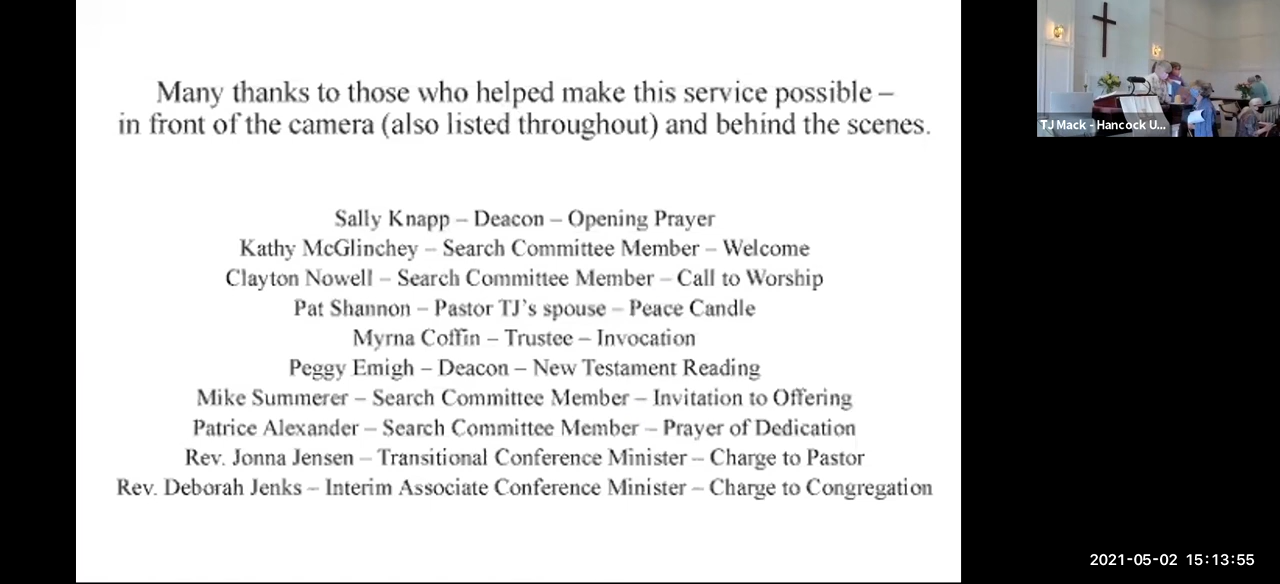 Many thanks to those who helped make this service possible –
in front of the camera (also listed throughout) and behind the scenes.
Sally Knapp – Deacon – Opening Prayer
Kathy McGlinchey – Search Committee Member – Welcome
Clayton Nowell – Search Committee Member – Call to Worship
Pat Shannon – Pastor TJ's spouse – Peace Candle
Myrna Coffin – Trustee – Invocation
Peggy Emigh – Deacon – New Testament Reading
Mike Summerer – Search Committee Member – Invitation to Offering
Patrice Alexander – Search Committee Member – Prayer of Dedication
Rev. Jonna Jensen – Transitional Conference Minister – Charge to Pastor
Rev. Deborah Jenks – Interim Associate Conference Minister – Charge to Congregation
TJ Mack - Hancock U...
2021-05-02 15:13:55